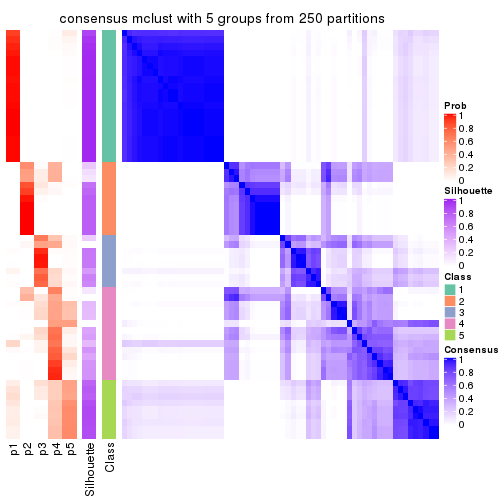 consensus mclust with 5 groups from 250 partitions
Prob
1
0.8
0.6
0.4
0.2
0
Silhouette
1
0.8
0.6
0.4
0.2
0
Class
1
2
3
4
5
Consensus
1
0.8
0.6
0.4
0.2
0
p1
p2
p3
p4
p5
Silhouette
Class